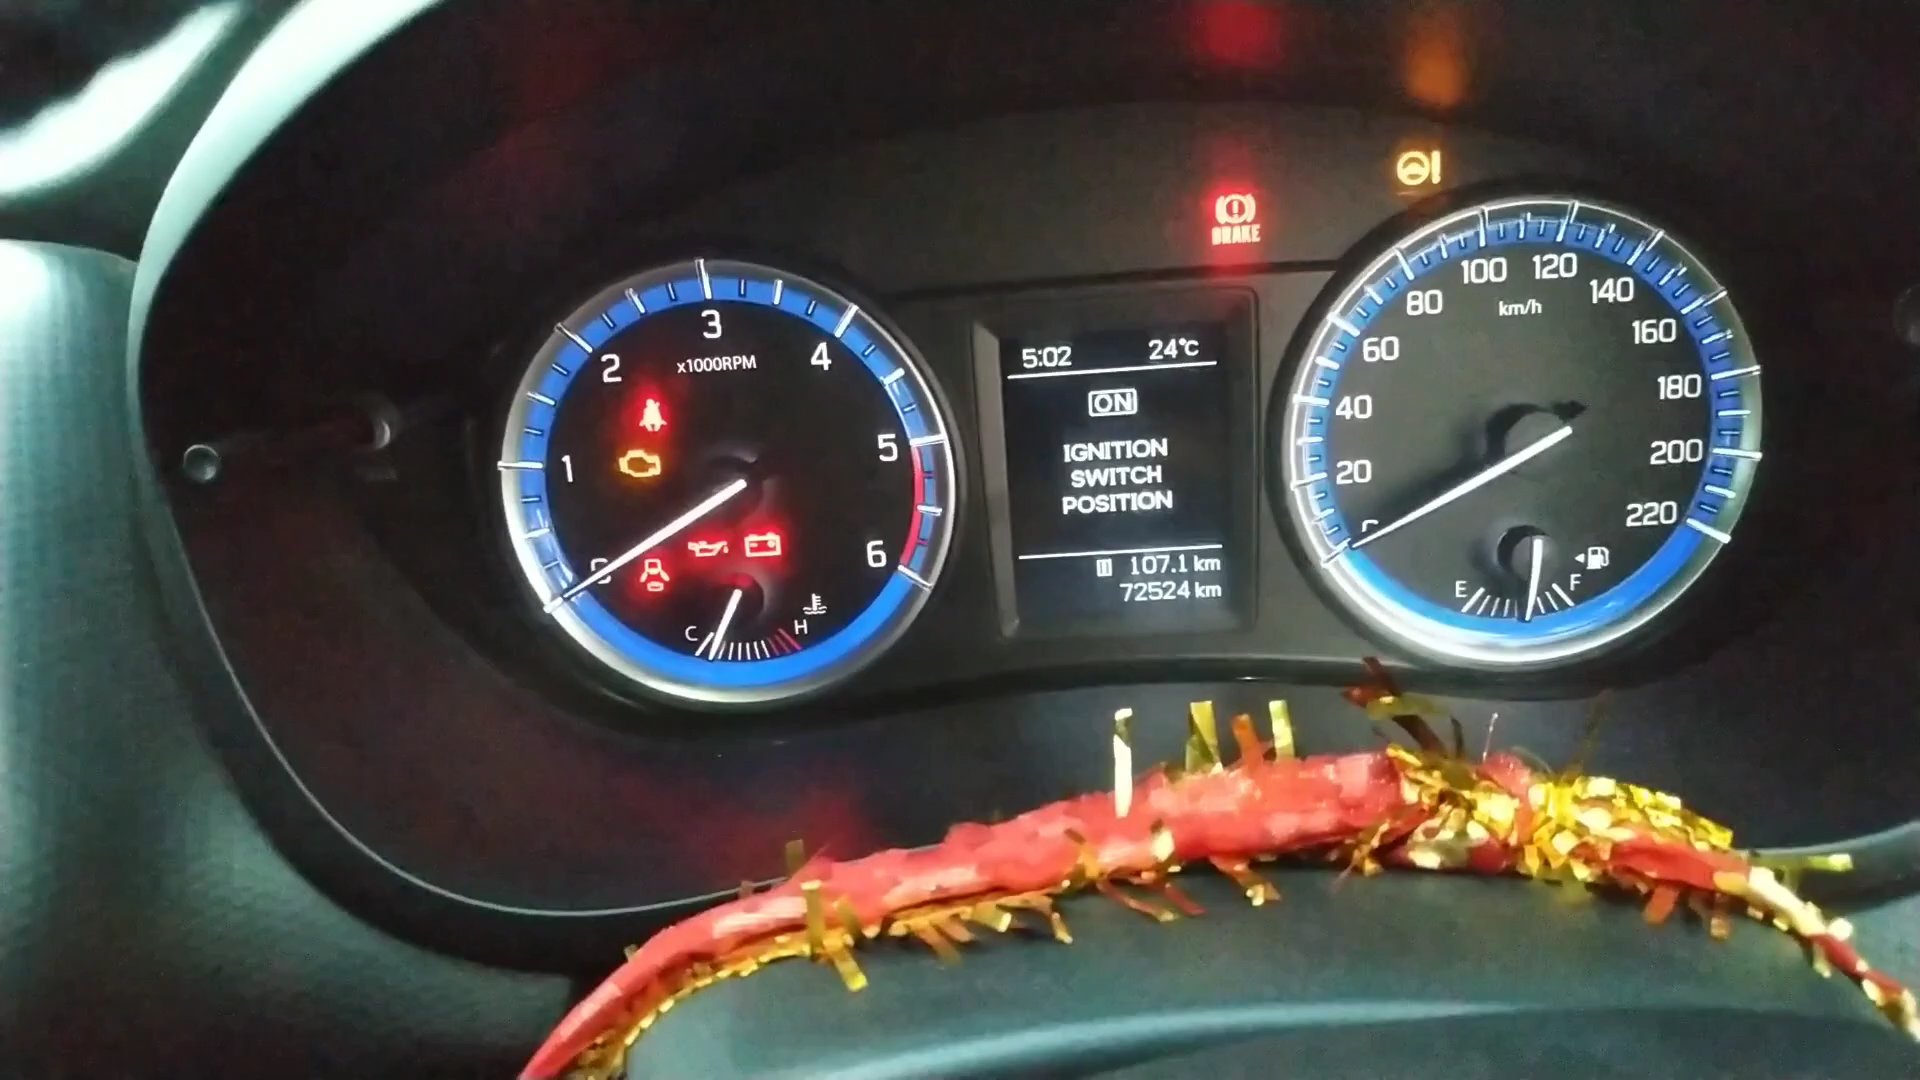 BRAKE
3
2
4
x1000RPM
1
5
6
C
H
5:02 24°C
ON
IGNITION
SWITCH
POSITION
107.1 km
72524 km
100
120
80
140
km/h
60
160
40
180
20
200
220
E
F